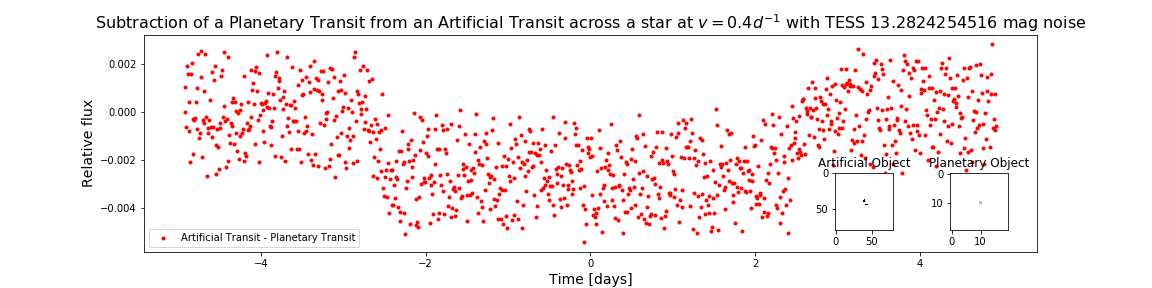 Subtraction of a Planetary Transit from an Artificial Transit across a star at v = 0.4d⁻¹ with TESS 13.2824254516 mag noise
Relative flux
0.002
0.000
−0.002
−0.004
Artificial Transit - Planetary Transit
Artificial Object
0
50
0 50
Planetary Object
0
10
0 10
−4 −2 0 2 4
Time [days]